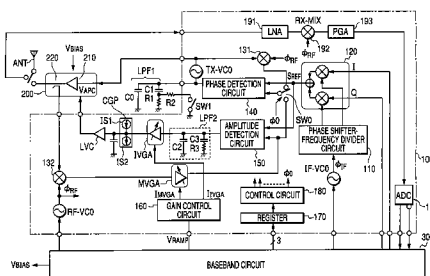 191
LNA
RX-MIX
PGA
193
192
ΦRF
ANT
VBIAS
220
210
VAPC
200
LPF1
TX-VCO
131
ΦRF
120
C1
C0
R1
R2
SW1
PHASE DETECTION CIRCUIT
140
SREF
I
Q
Φ0
SW0
CGP
IS1
LVC
IS2
IVGA
LPF2
C2
C3
R3
AMPLITUDE DETECTION CIRCUIT
150
PHASE SHIFTER-FREQUENCY DIVIDER CIRCUIT
110
IF-VCO
ΦIF
132
ΦRF
RF-VCO
MVGA
IMVGA
IIVGA
160
GAIN CONTROL CIRCUIT
VRAMP
Φ0
CONTROL CIRCUIT
180
REGISTER
170
3
ADC
10
30
VBIAS
BASEBAND CIRCUIT